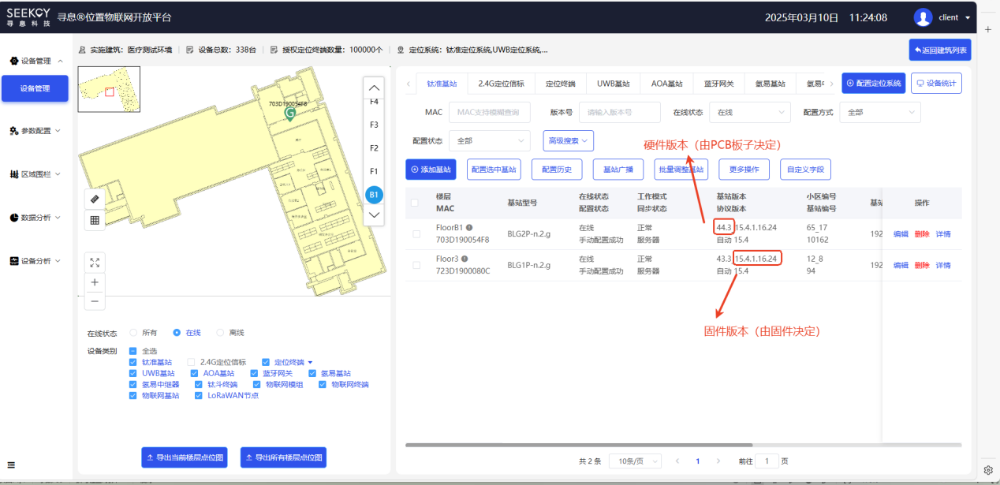 SEEKCY
寻息科技
寻息®位置物联网开放平台
2025年03月10日 11:24:08
client
实施建筑：医疗测试环境
设备总数：338台
授权定位终端数量：100000个
定位系统：钛准定位系统,UWB定位系统,...
返回建筑列表
设备管理
设备管理
参数配置
区域围栏
数据分析
设备分析
703D190054F8
G
F4
F3
F2
F1
B1
在线状态 所有 在线 离线
设备类别 全选
钛准基站 2.4G定位信标 定位终端
UWB基站 AOA基站 蓝牙网关 氨易基站
氨易中继器 钛斗终端 物联网模组 物联网终端
物联网基站 LoRaWAN节点
导出当前楼层点位图 导出所有楼层点位图
钛准基站 2.4G定位信标 定位终端 UWB基站 AOA基站 蓝牙网关 氨易基站
配置定位系统 设备统计
MAC MAC支持模糊查询 版本号 请输入版本号 在线状态 在线 配置方式 全部
配置状态 全部 高级搜索
硬件版本（由PCB板子决定）
添加基站 配置选中基站 配置历史 基站广播 批量调整基站 更多操作 自定义字段
楼层 在线状态 工作模式 基站版本 小区编号
基站型号 操作
MAC 配置状态 同步状态 协议版本 基站编号
FloorB1 在线 正常 44.3.15.4.1.16.24 65_17
BLG2P-n.2.g 192 编辑 删除 详情
703D190054F8 手动配置成功 服务器 自动 15.4 10162
Floor3 在线 正常 43.3.15.4.1.16.24 12_8
BLG1P-n.2.g 192 编辑 删除 详情
723D1900080C 手动配置成功 服务器 自动 15.4 94
固件版本（由固件决定）
共 2 条 10条/页 1 前往 1 页